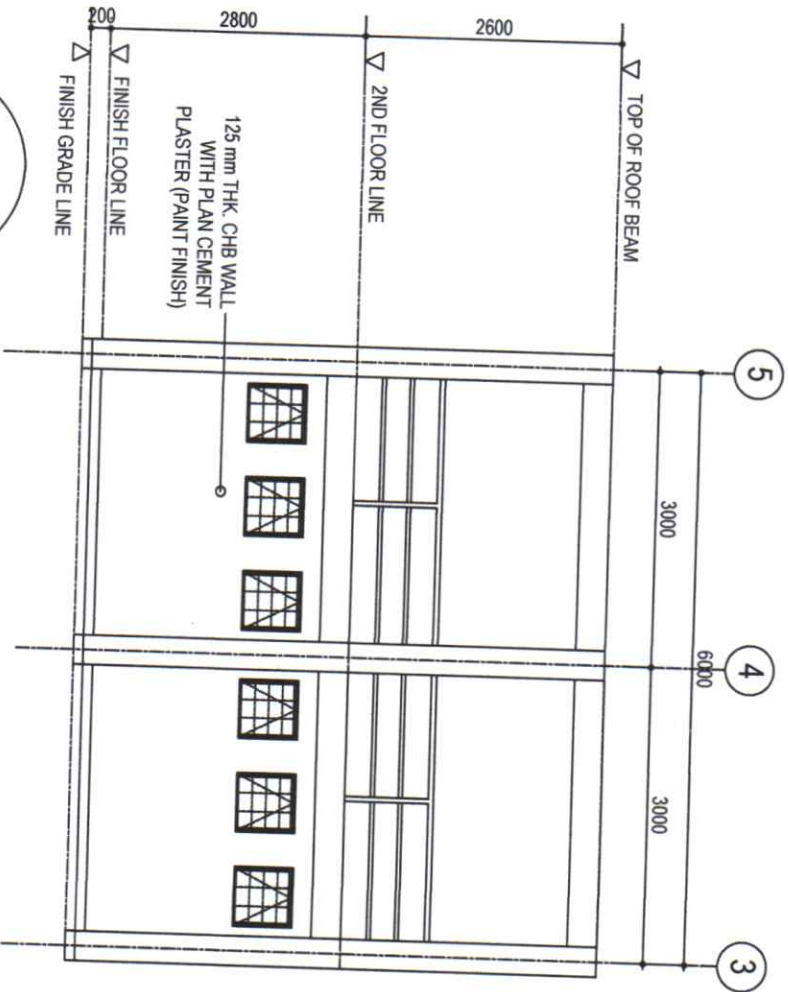 5
4
3
6000
3000
3000
TOP OF ROOF BEAM
2600
2ND FLOOR LINE
2800
125 mm THK. CHB WALL
WITH PLAN CEMENT
PLASTER (PAINT FINISH)
FINISH FLOOR LINE
200
FINISH GRADE LINE